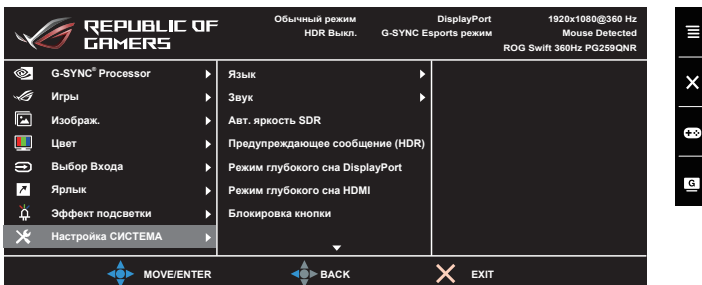 REPUBLIC OF
GAMERS
Обычный режим DisplayPort 1920x1080@360 Hz
HDR Выкл. G-SYNC Esports режим Mouse Detected
ROG Swift 360Hz PG259QNR
G-SYNC® Processor
Игры
Изображ.
Цвет
Выбор Входа
Ярлык
Эффект подсветки
Настройка СИСТЕМА
Язык
Звук
Авт. яркость SDR
Предупреждающее сообщение (HDR)
Режим глубокого сна DisplayPort
Режим глубокого сна HDMI
Блокировка кнопки
MOVE/ENTER BACK EXIT
G